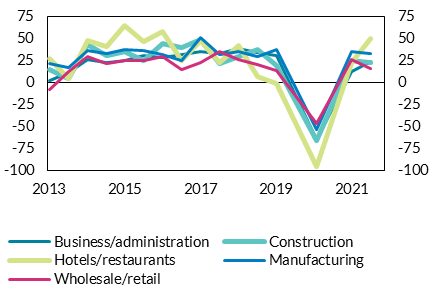 75 75
50 50
25 25
0 0
-25 -25
-50 -50
-75 -75
-100 -100
2013 2015 2017 2019 2021
Business/administration Construction
Hotels/restaurants Manufacturing
Wholesale/retail